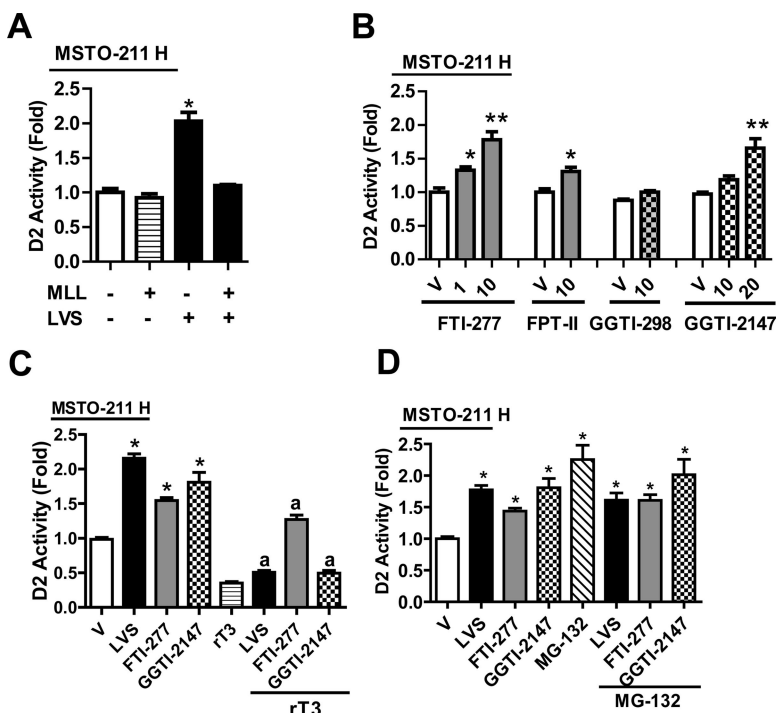 A
MSTO-211 H
D2 Activity (Fold)
2.5
2.0
1.5
1.0
0.5
0.0
*
MLL - + - +
LVS - - + +
B
MSTO-211 H
D2 Activity (Fold)
2.5
2.0
1.5
1.0
0.5
0.0
* ** * **
V 1 10 V 10 V 10 V 10 20
FTI-277 FPT-II GGTI-298 GGTI-2147
C
MSTO-211 H
D2 Activity (Fold)
2.5
2.0
1.5
1.0
0.5
0.0
* * * a a a
V LVS FTI-277 GGTI-2147 rT3 LVS FTI-277 GGTI-2147
rT3
D
MSTO-211 H
D2 Activity (Fold)
2.5
2.0
1.5
1.0
0.5
0.0
* * * * * * *
V LVS FTI-277 GGTI-2147 MG-132 LVS FTI-277 GGTI-2147
MG-132